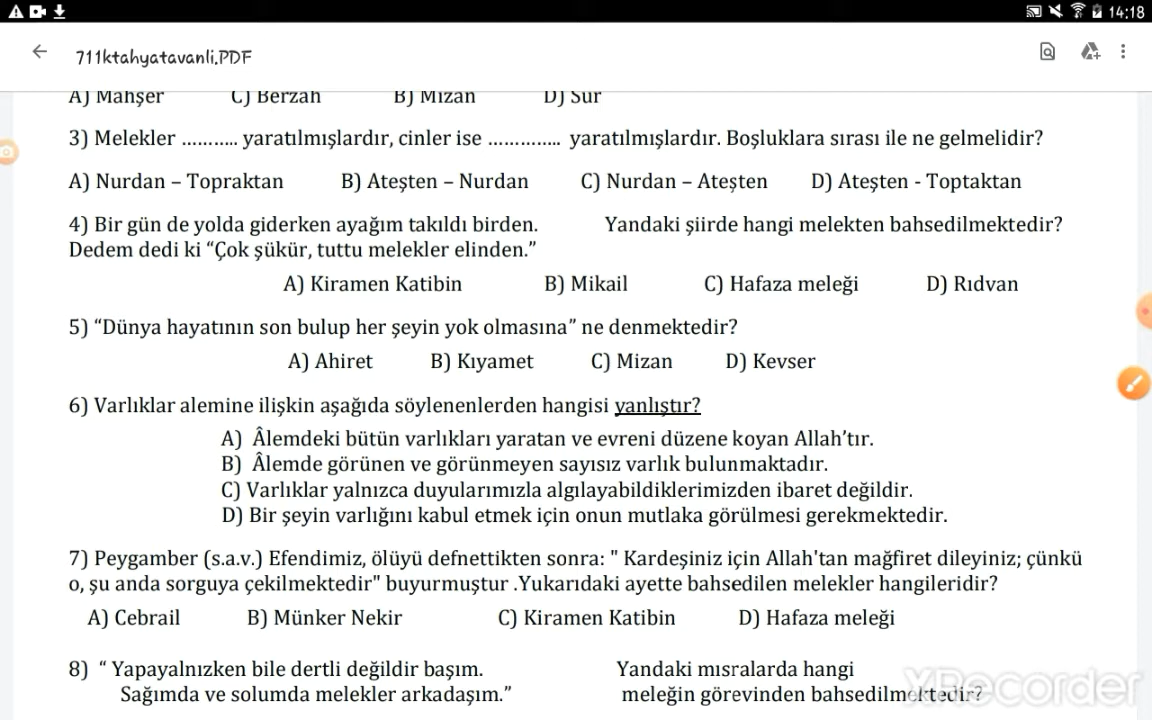 14:18
711ktahyatavanli.PDF
A) Mahşer C) Berzah B) Mizan D) Sur
3) Melekler ........... yaratılmışlardır, cinler ise .............. yaratılmışlardır. Boşluklara sırası ile ne gelmelidir?
A) Nurdan – Topraktan B) Ateşten – Nurdan C) Nurdan – Ateşten D) Ateşten - Toptaktan
4) Bir gün de yolda giderken ayağım takıldı birden. Yandaki şiirde hangi melekten bahsedilmektedir?
Dedem dedi ki “Çok şükür, tuttu melekler elinden.”
A) Kiramen Katibin B) Mikail C) Hafaza meleği D) Rıdvan
5) “Dünya hayatının son bulup her şeyin yok olmasına” ne denmektedir?
A) Ahiret B) Kıyamet C) Mizan D) Kevser
6) Varlıklar alemine ilişkin aşağıda söylenenlerden hangisi yanlıştır?
A) Âlemdeki bütün varlıkları yaratan ve evreni düzene koyan Allah’tır.
B) Âlemde görünen ve görünmeyen sayısız varlık bulunmaktadır.
C) Varlıklar yalnızca duyularımızla algılayabildiklerimizden ibaret değildir.
D) Bir şeyin varlığını kabul etmek için onun mutlaka görülmesi gerekmektedir.
7) Peygamber (s.a.v.) Efendimiz, ölüyü defnettikten sonra: " Kardeşiniz için Allah'tan mağfiret dileyiniz; çünkü
o, şu anda sorguya çekilmektedir" buyurmuştur .Yukarıdaki ayette bahsedilen melekler hangileridir?
A) Cebrail B) Münker Nekir C) Kiramen Katibin D) Hafaza meleği
8) “ Yapayalnızken bile dertli değildir başım. Yandaki mısralarda hangi
Sağımda ve solumda melekler arkadaşım.” meleğin görevinden bahsedilmektedir?
XRecorder